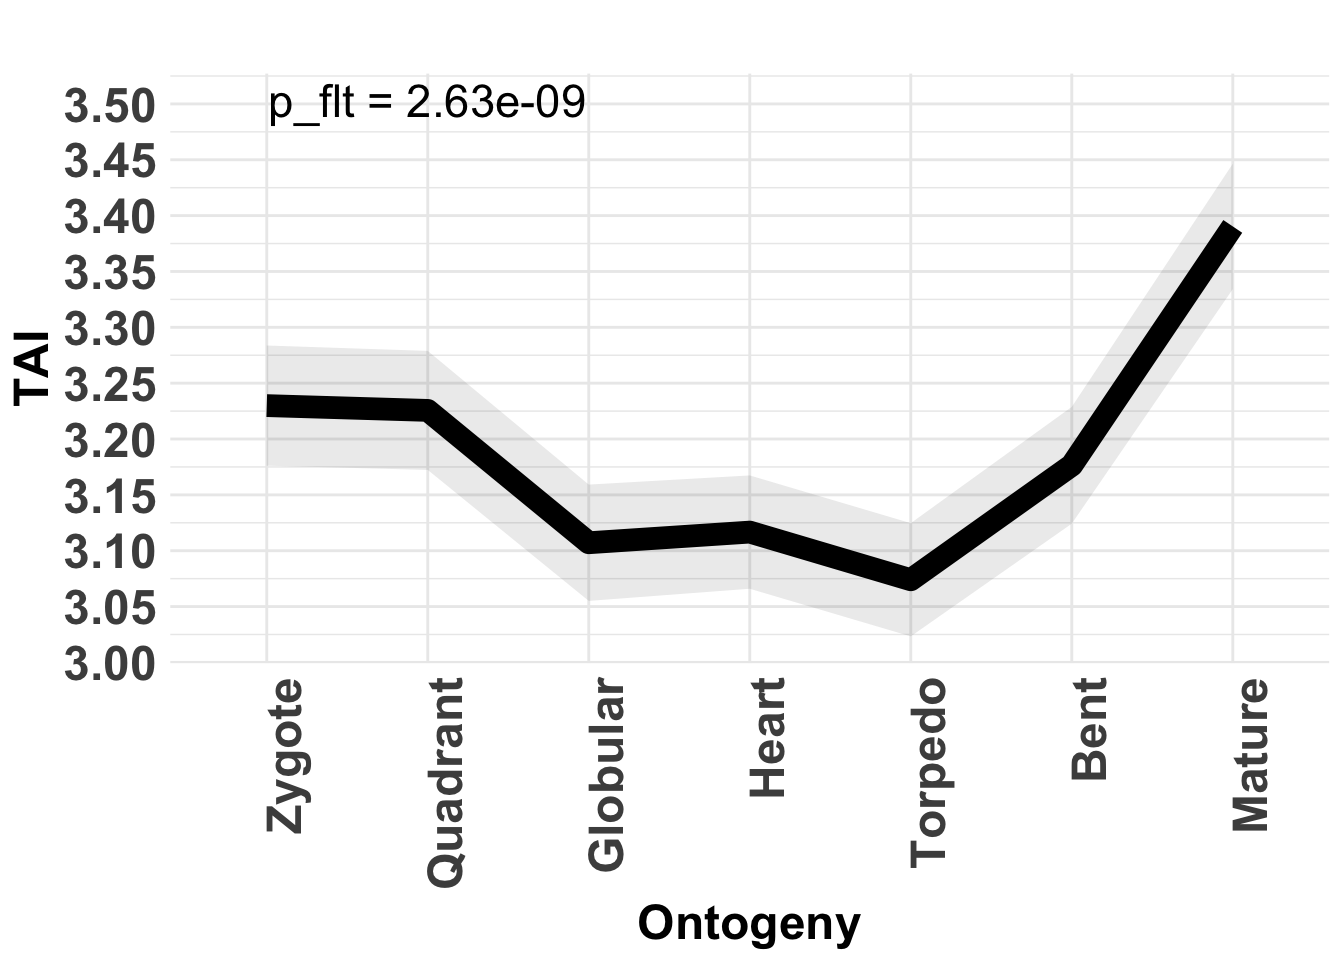 p_flt = 2.63e-09
TAI
3.50
3.45
3.40
3.35
3.30
3.25
3.20
3.15
3.10
3.05
3.00
Zygote
Quadrant
Globular
Heart
Torpedo
Bent
Mature
Ontogeny